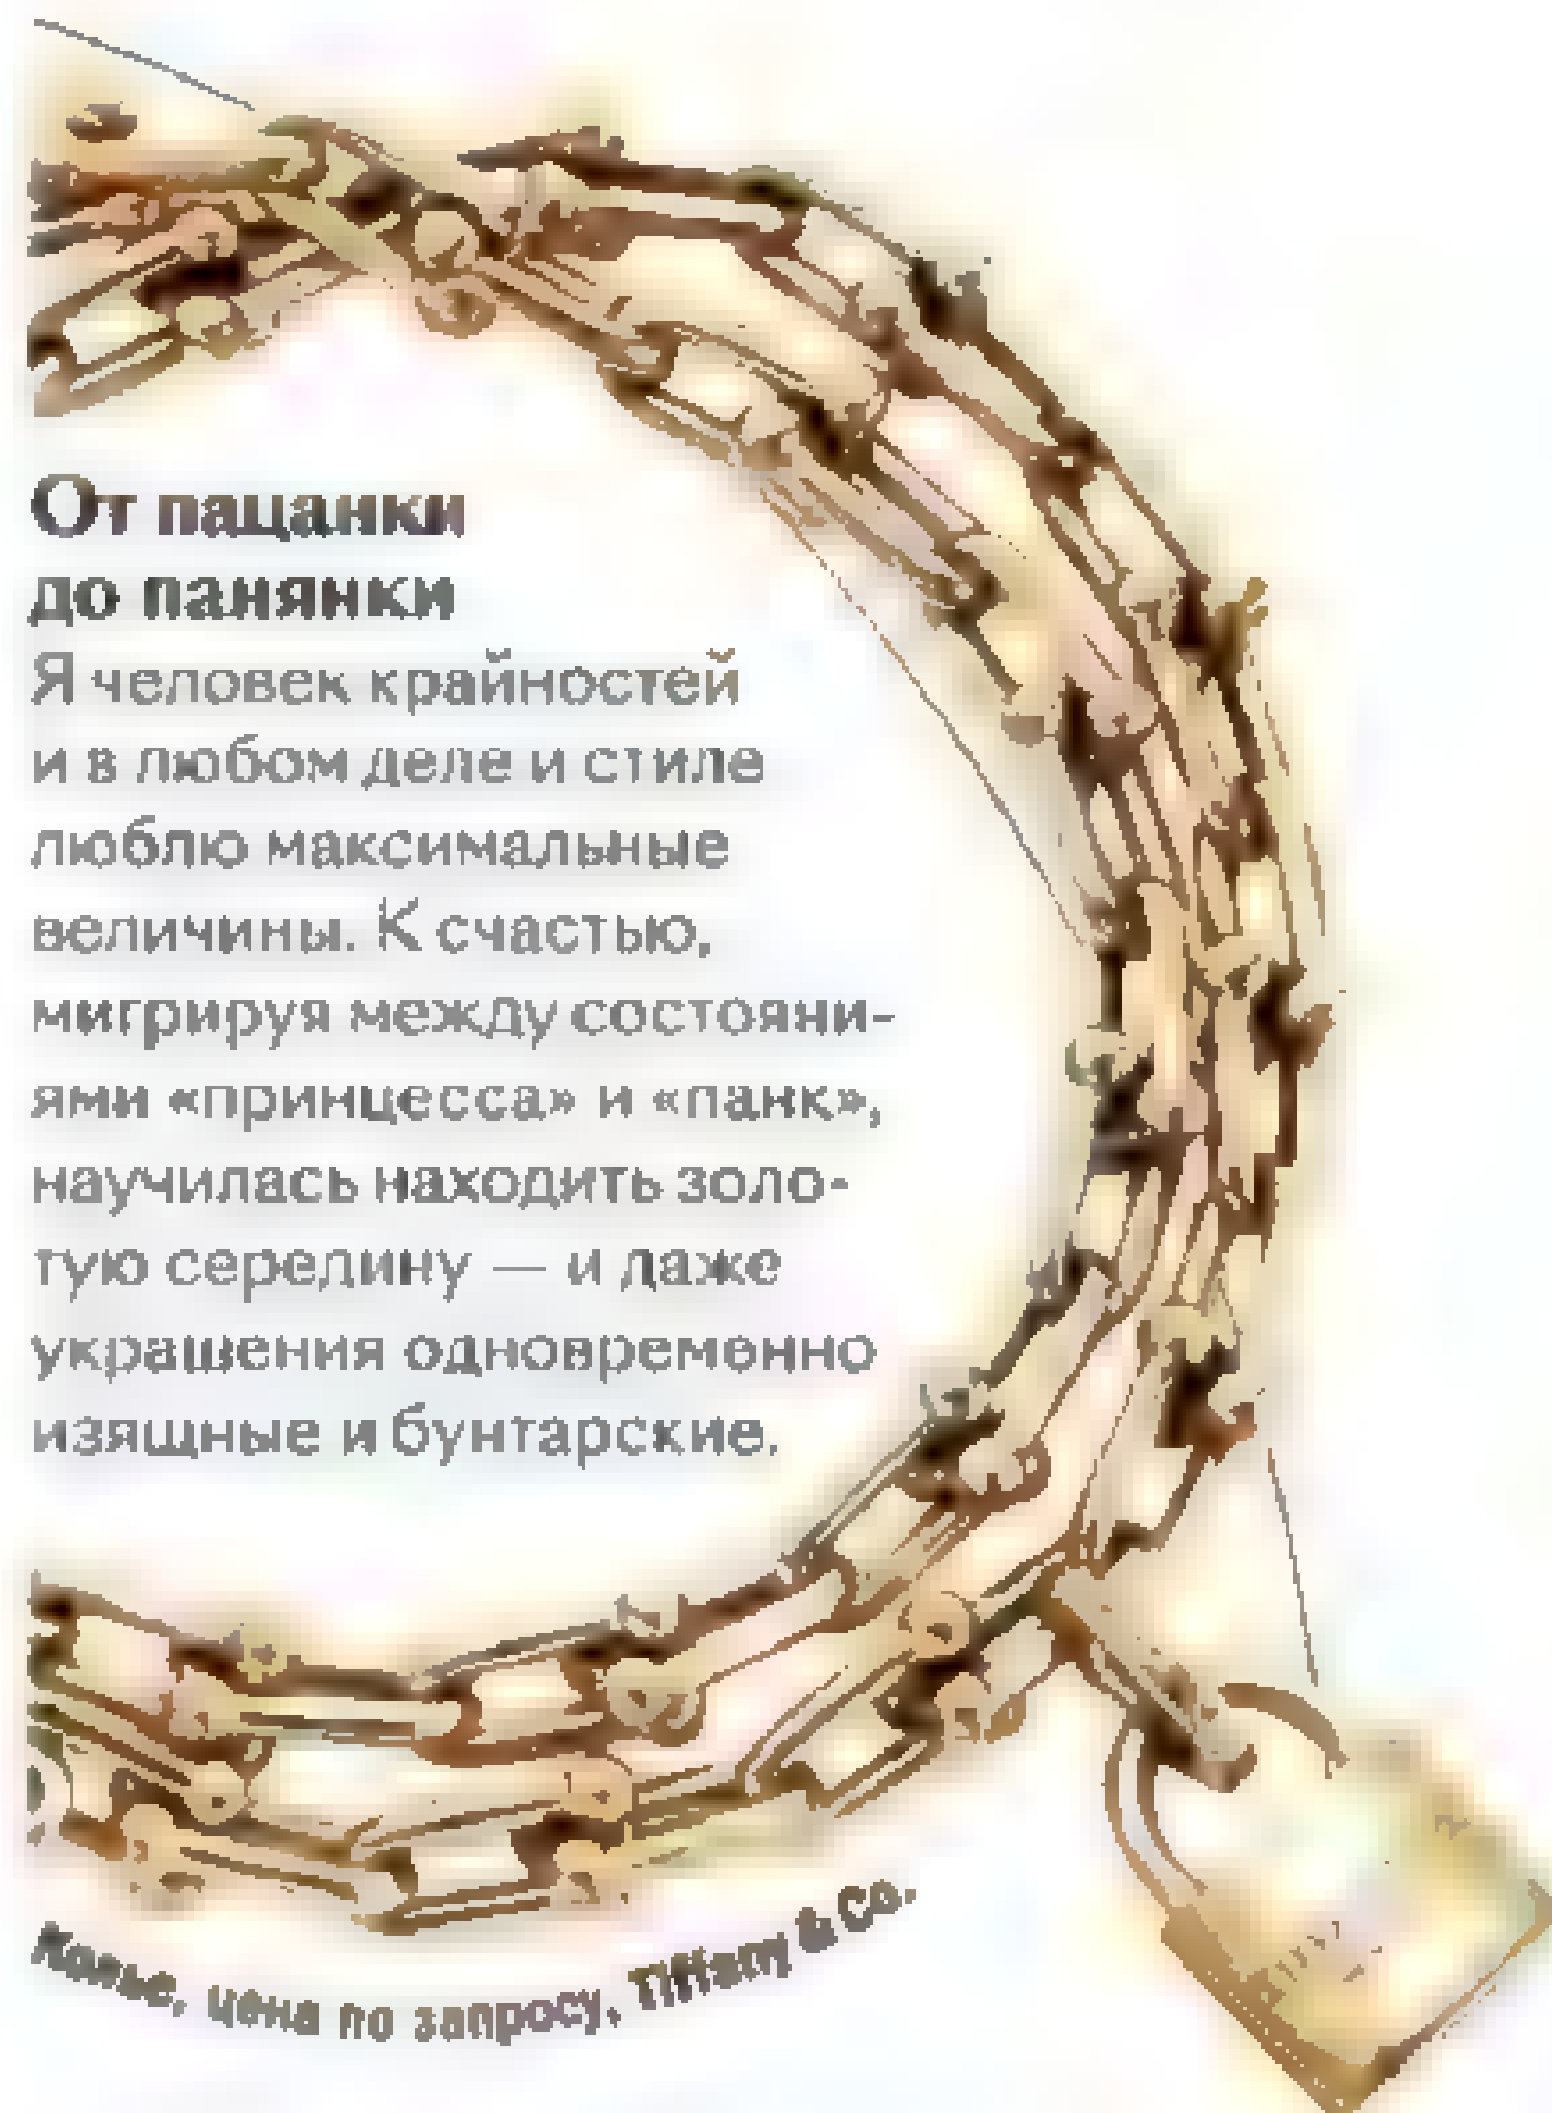 От пацанки
до панянки
Я человек крайностей
и в любом деле и стиле
люблю максимальные
величины. К счастью,
мигрируя между состояни-
ями «принцесса» и «панк»,
научилась находить золо-
тую середину — и даже
украшения одновременно
изящные и бунтарские.
Колье, цена по запросу, Tiffany & Co.